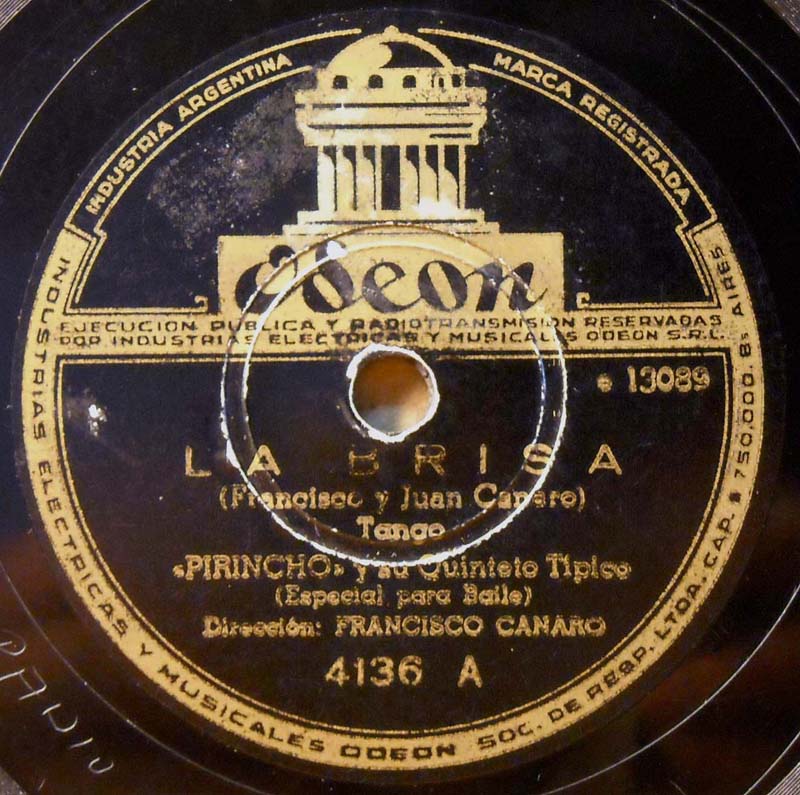 INDUSTRIA ARGENTINA
MARCA REGISTRADA
Odeon
EJECUCION PUBLICA Y RADIOTRANSMISION RESERVADAS
POR INDUSTRIAS ELECTRICAS Y MUSICALES ODEON S.R.L.
INDUSTRIAS ELECTRICAS Y MUSICALES ODEON SOC. DE RESP. LTDA. CAP. $ 750.000. Bs AIRES
e 13089
LA BRISA
(Francisco y Juan Canaro)
Tango
«PIRINCHO» y su Quinteto Típico
(Especial para Baile)
Dirección: FRANCISCO CANARO
4136 A